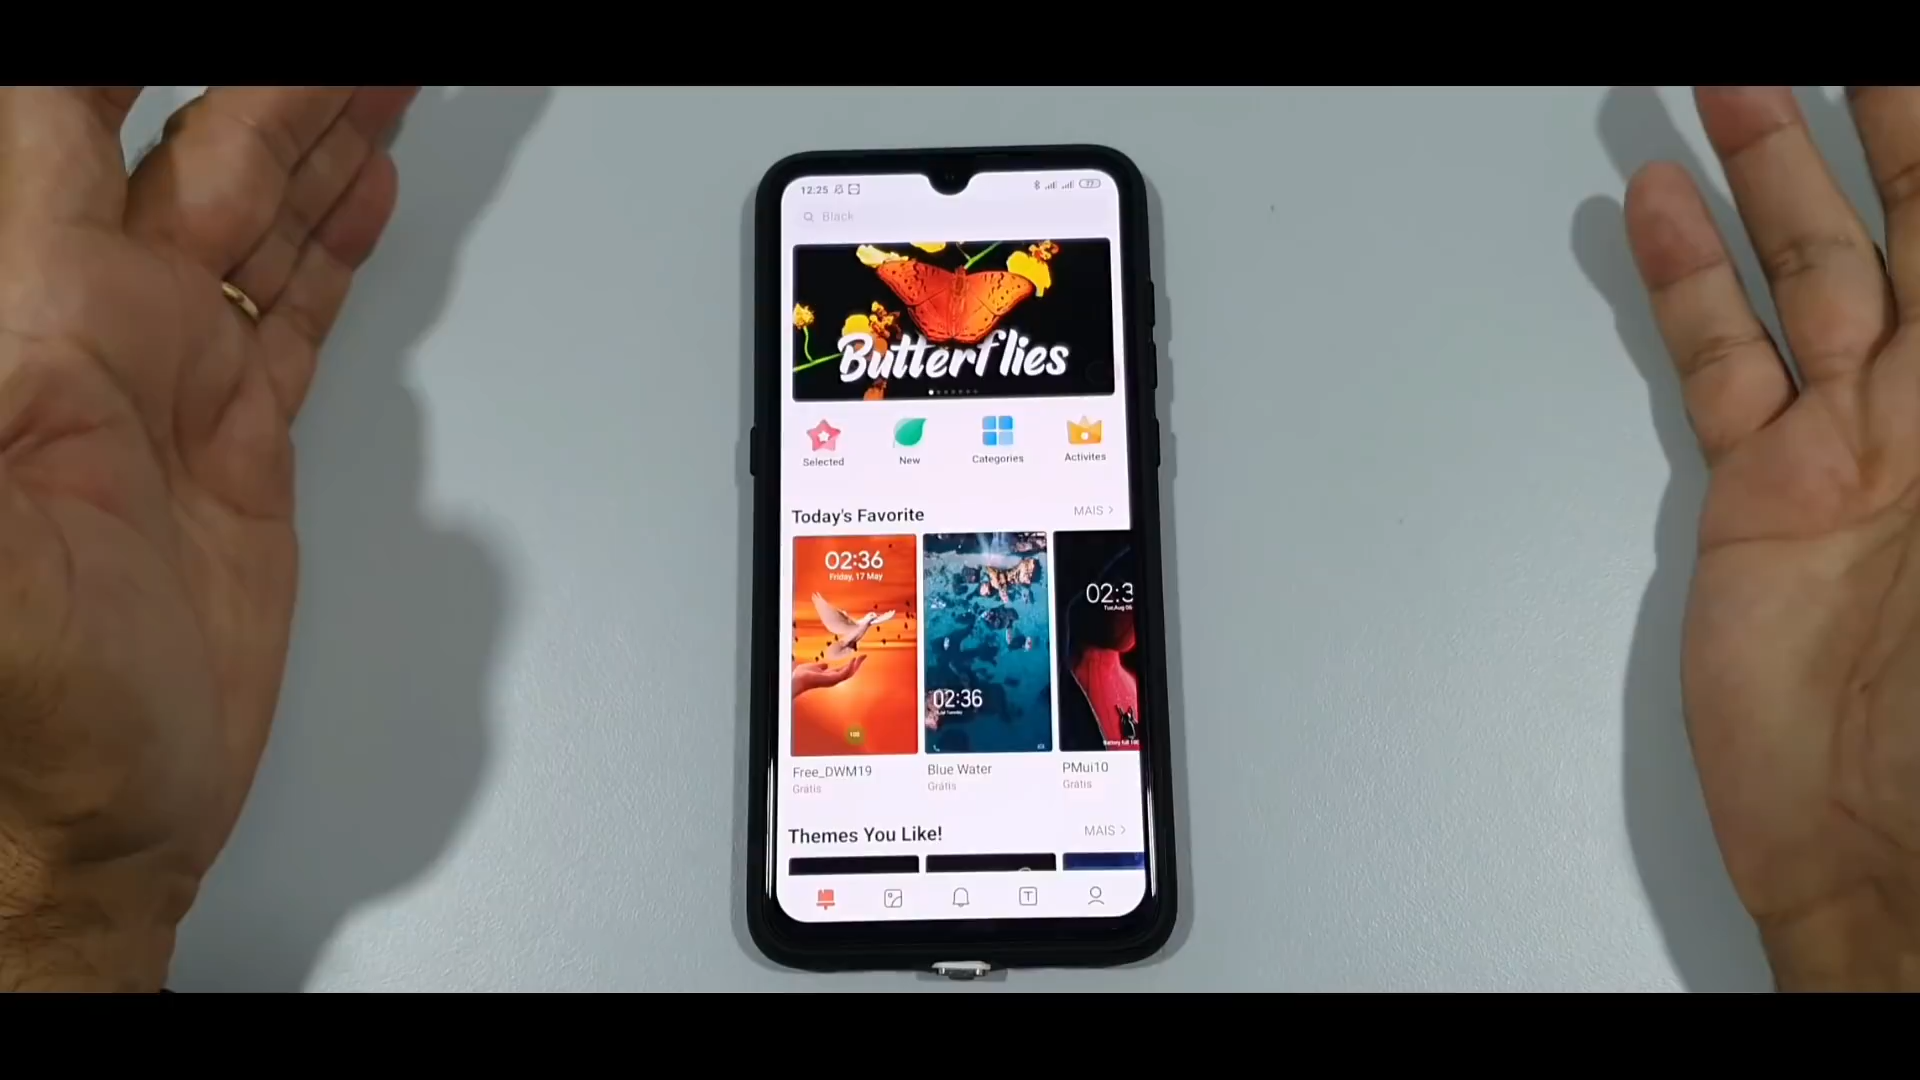 12:25
Black
Butterflies
Selected
New
Categories
Activites
Today's Favorite
MAIS
02:36
Friday, 17 May
100
02:36
02:3
Free_DWM19
Grátis
Blue Water
Grátis
PMui10
Grátis
Themes You Like!
MAIS